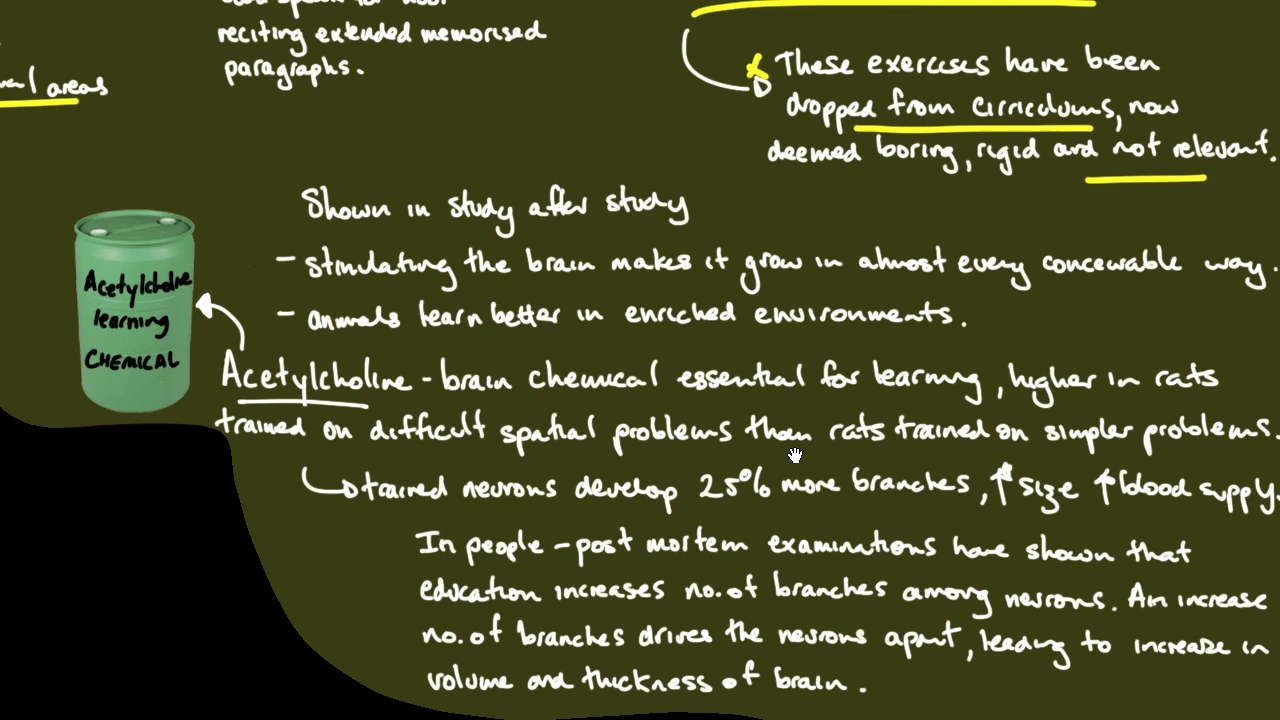 reciting extended memorised
paragraphs.
areas
These exercises have been
dropped from cirriculums, now
deemed boring, rigid and not relevant.
Shown in study after study
- stimulating the brain makes it grow in almost every concewable way.
- animals learn better in enriched environments.
Acetylcholine
learning
CHEMICAL
Acetylcholine - brain chemical essential for learning, higher in rats
trained on difficult spatial problems than rats trained on simpler problems.
↳ trained neurons develop 25% more branches, ↑ size ↑ blood supply.
In people - post mortem examinations have shown that
education increases no. of branches among neurons. An increase
no. of branches drives the neurons apart, leading to increase in
volume and thickness of brain.